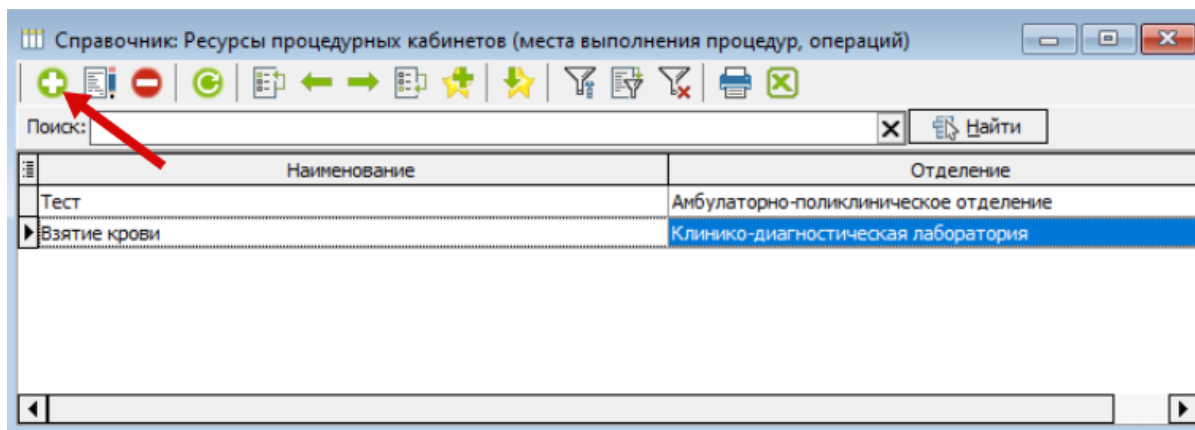 Справочник: Ресурсы процедурных кабинетов (места выполнения процедур, операций)
Поиск: Найти
Наименование Отделение
Тест Амбулаторно-поликлиническое отделение
Взятие крови Клинико-диагностическая лаборатория